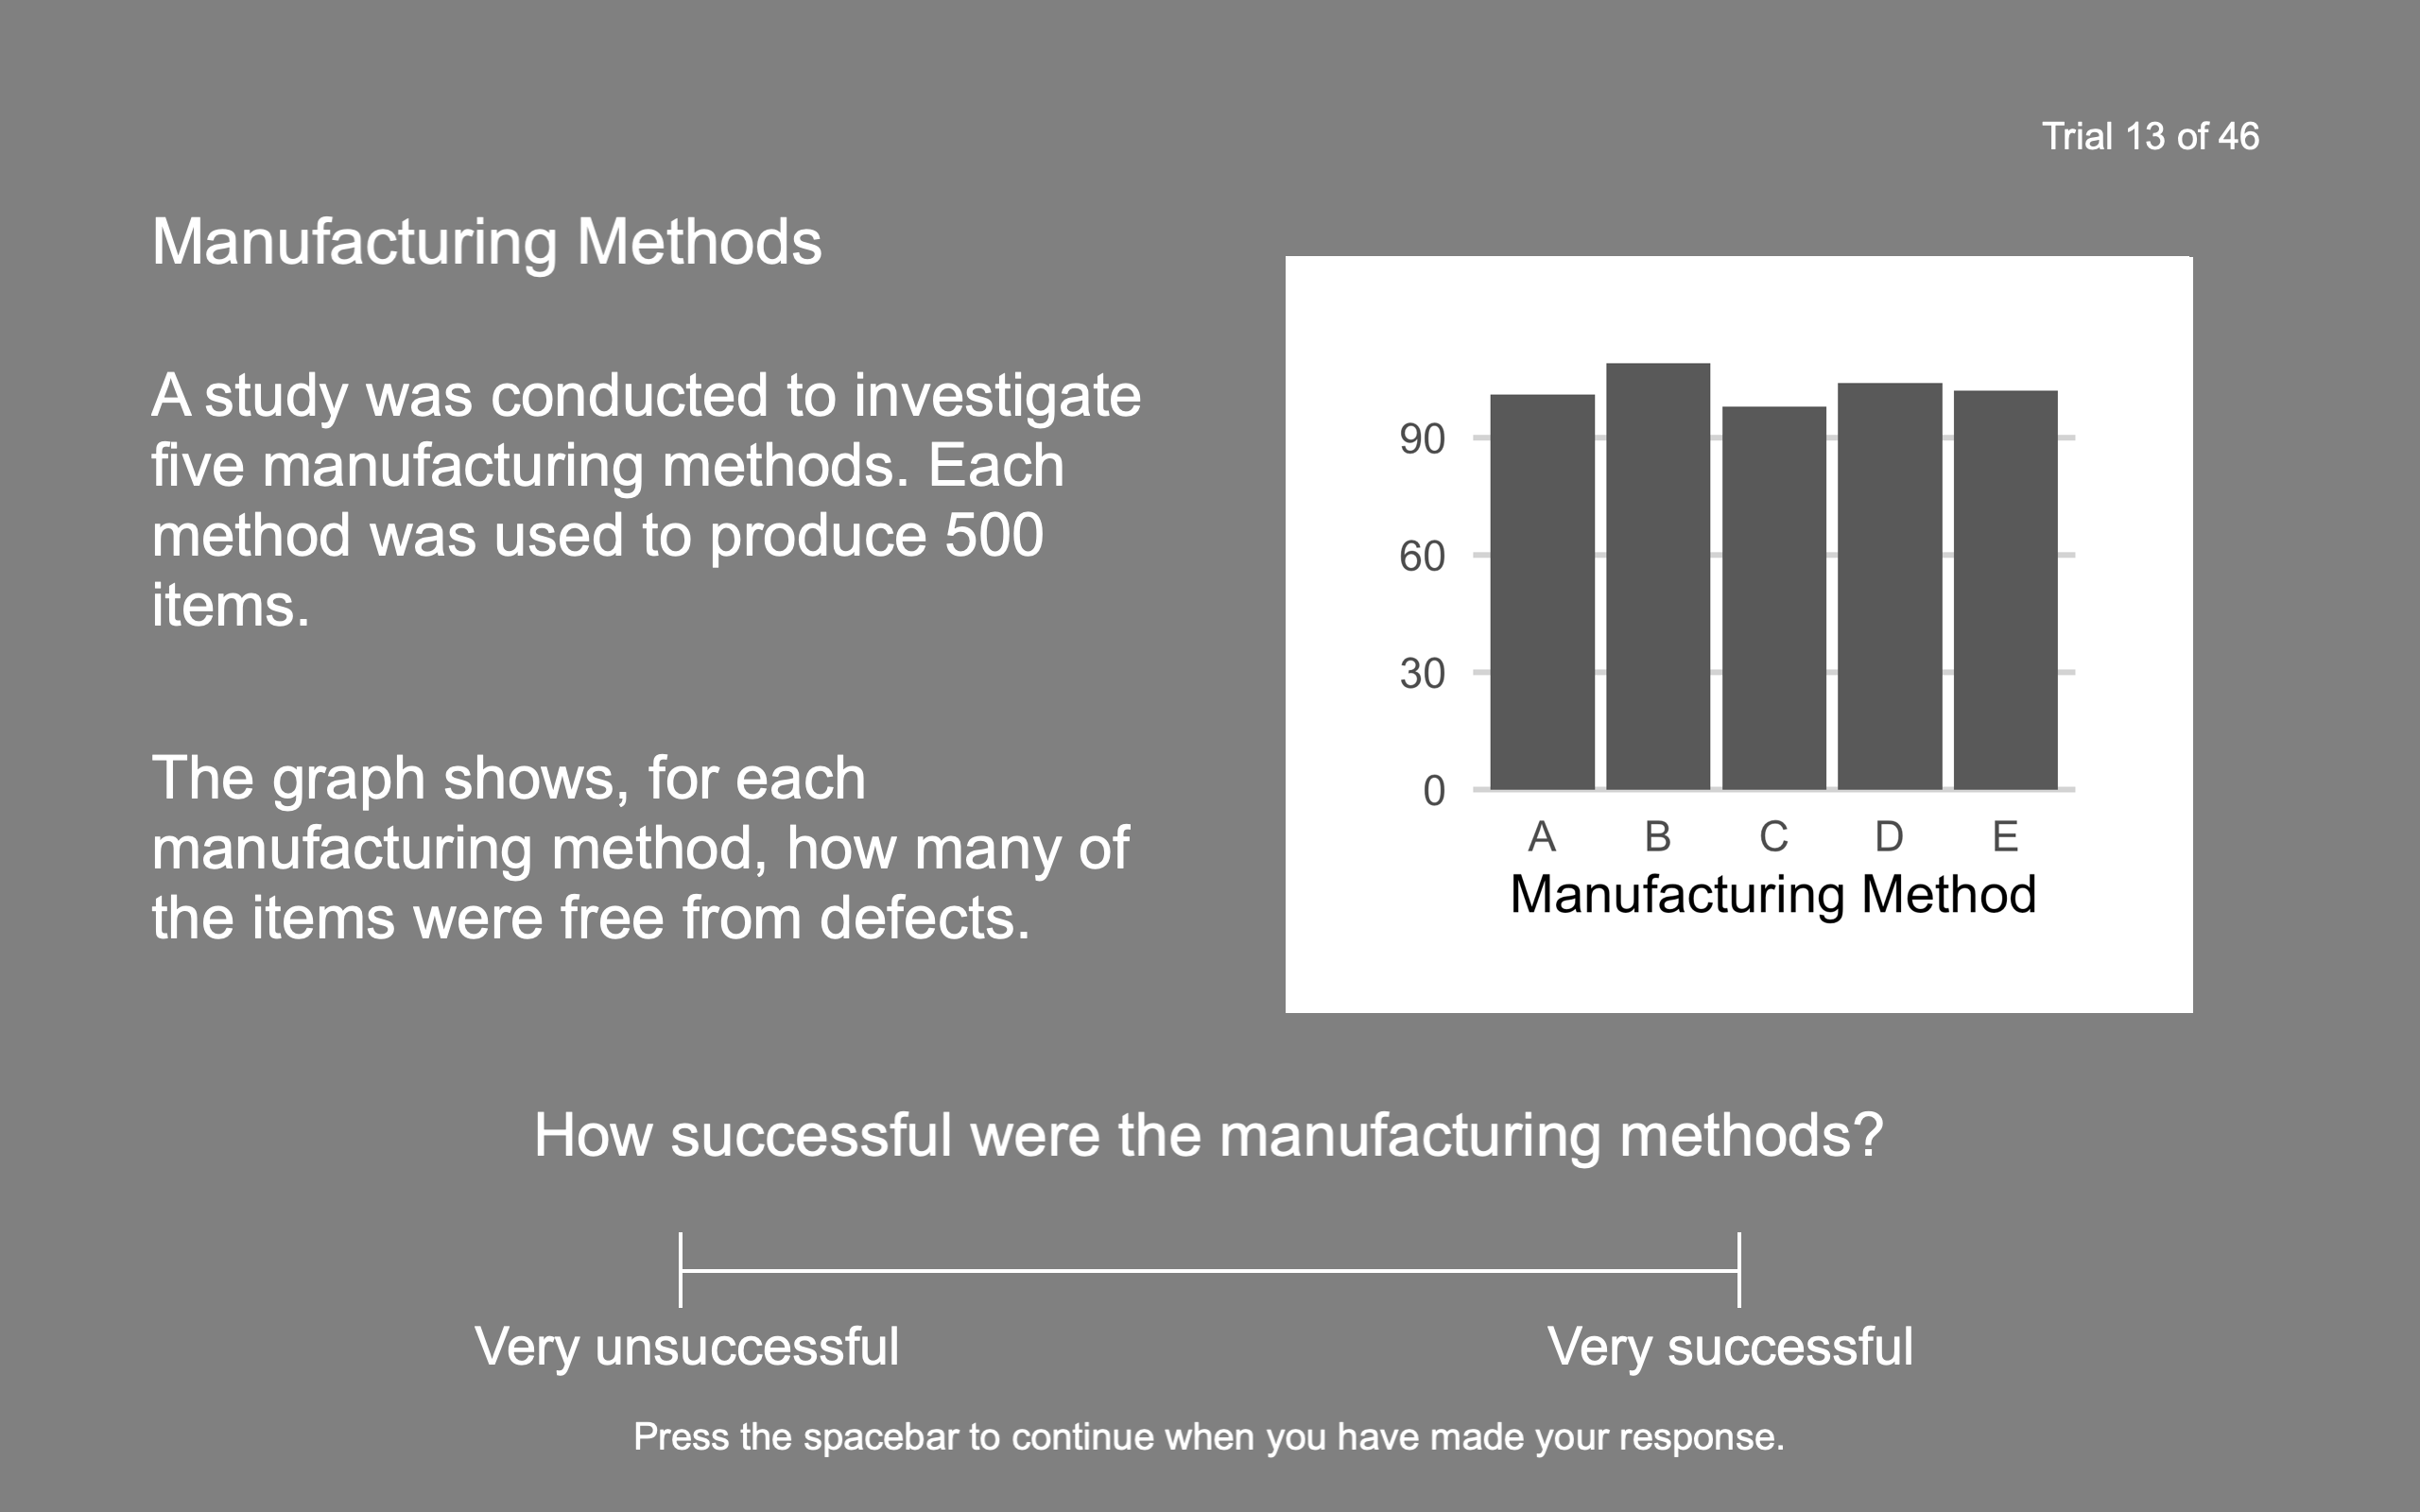 Trial 13 of 46
Manufacturing Methods
A study was conducted to investigate
five manufacturing methods. Each
method was used to produce 500
items.
The graph shows, for each
manufacturing method, how many of
the items were free from defects.
90
60
30
0
A B C D E
Manufacturing Method
How successful were the manufacturing methods?
Very unsuccessful Very successful
Press the spacebar to continue when you have made your response.